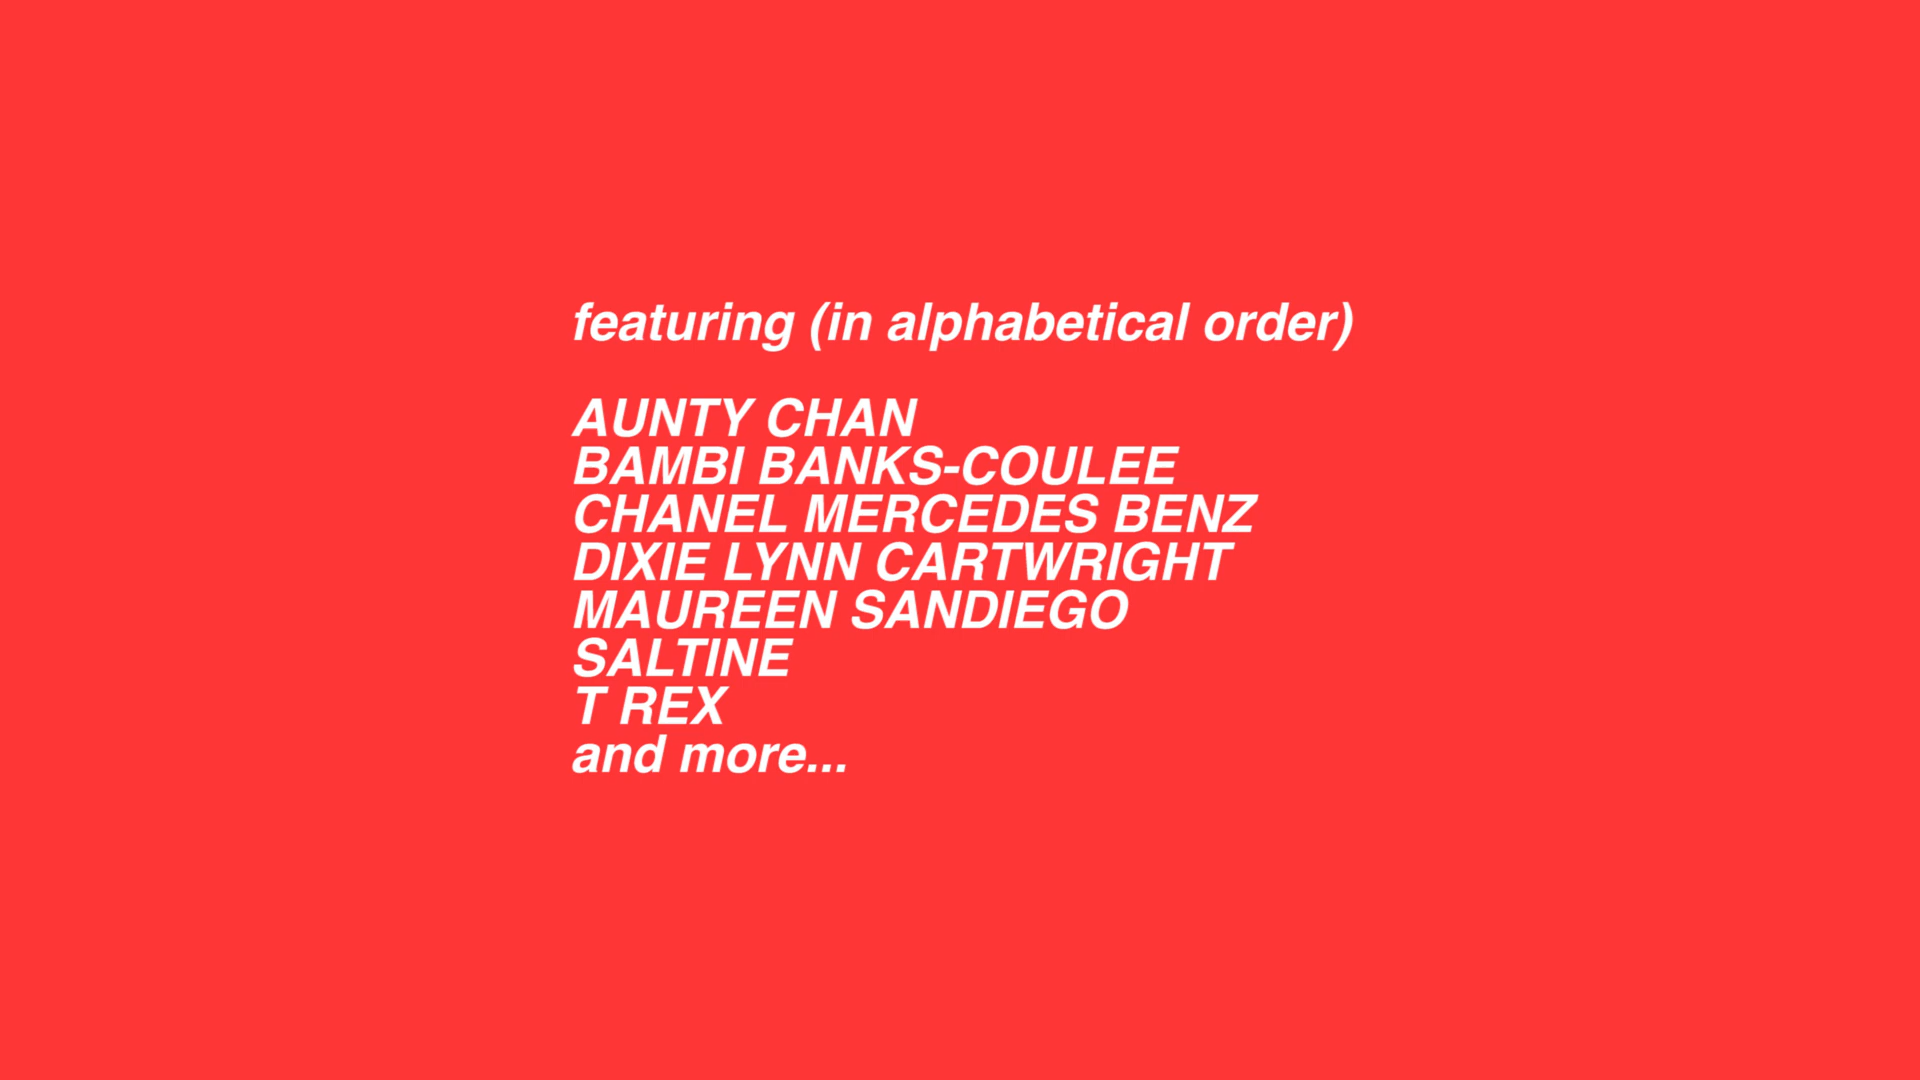 featuring (in alphabetical order)
AUNTY CHAN
BAMBI BANKS-COULEE
CHANEL MERCEDES BENZ
DIXIE LYNN CARTWRIGHT
MAUREEN SANDIEGO
SALTINE
T REX
and more...